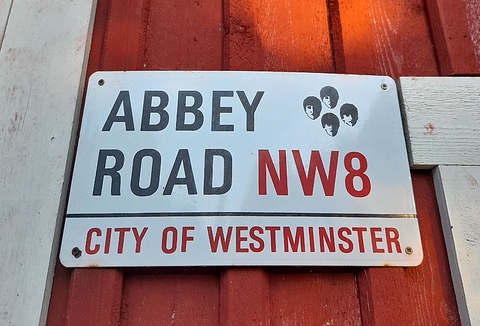 ABBEY
ROAD NW8
CITY OF WESTMINSTER